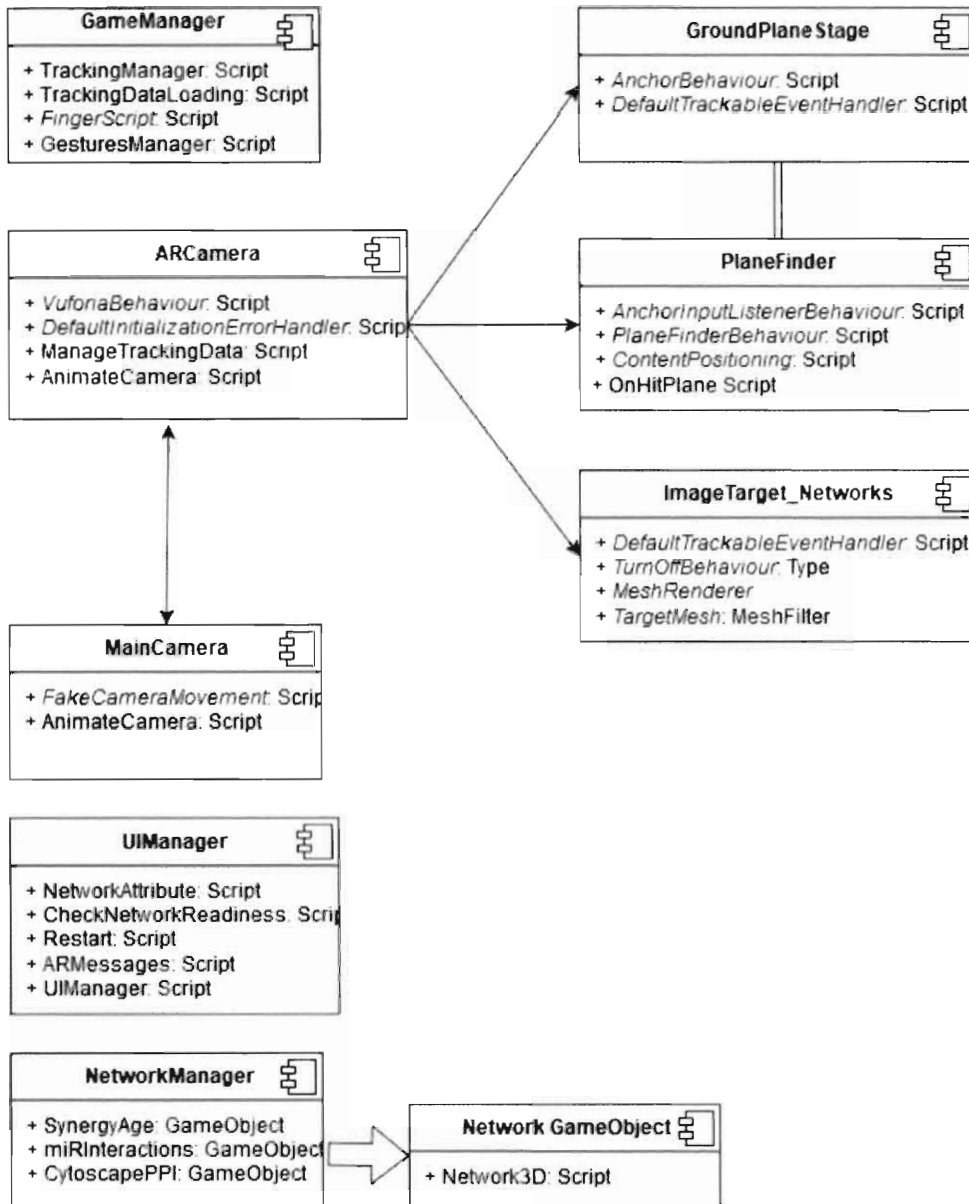 GameManager
+ TrackingManager: Script
+ TrackingDataLoading: Script
+ FingerScript: Script
+ GesturesManager: Script
GroundPlaneStage
+ AnchorBehaviour: Script
+ DefaultTrackableEventHandler: Script
ARCamera
+ VuforiaBehaviour: Script
+ DefaultInitializationErrorHandler: Scrip
+ ManageTrackingData: Script
+ AnimateCamera: Script
PlaneFinder
+ AnchorInputListenerBehaviour: Script
+ PlaneFinderBehaviour: Script
+ ContentPositioning: Script
+ OnHitPlane Script
ImageTarget_Networks
+ DefaultTrackableEventHandler: Script
+ TurnOffBehaviour: Type
+ MeshRenderer
+ TargetMesh: MeshFilter
MainCamera
+ FakeCameraMovement: Scrip
+ AnimateCamera: Script
UIManager
+ NetworkAttribute: Script
+ CheckNetworkReadiness: Scrip
+ Restart: Script
+ ARMessages: Script
+ UIManager: Script
NetworkManager
+ SynergyAge: GameObject
+ miRInteractions: GameObject
+ CytoscapePPI: GameObject
Network GameObject
+ Network3D: Script